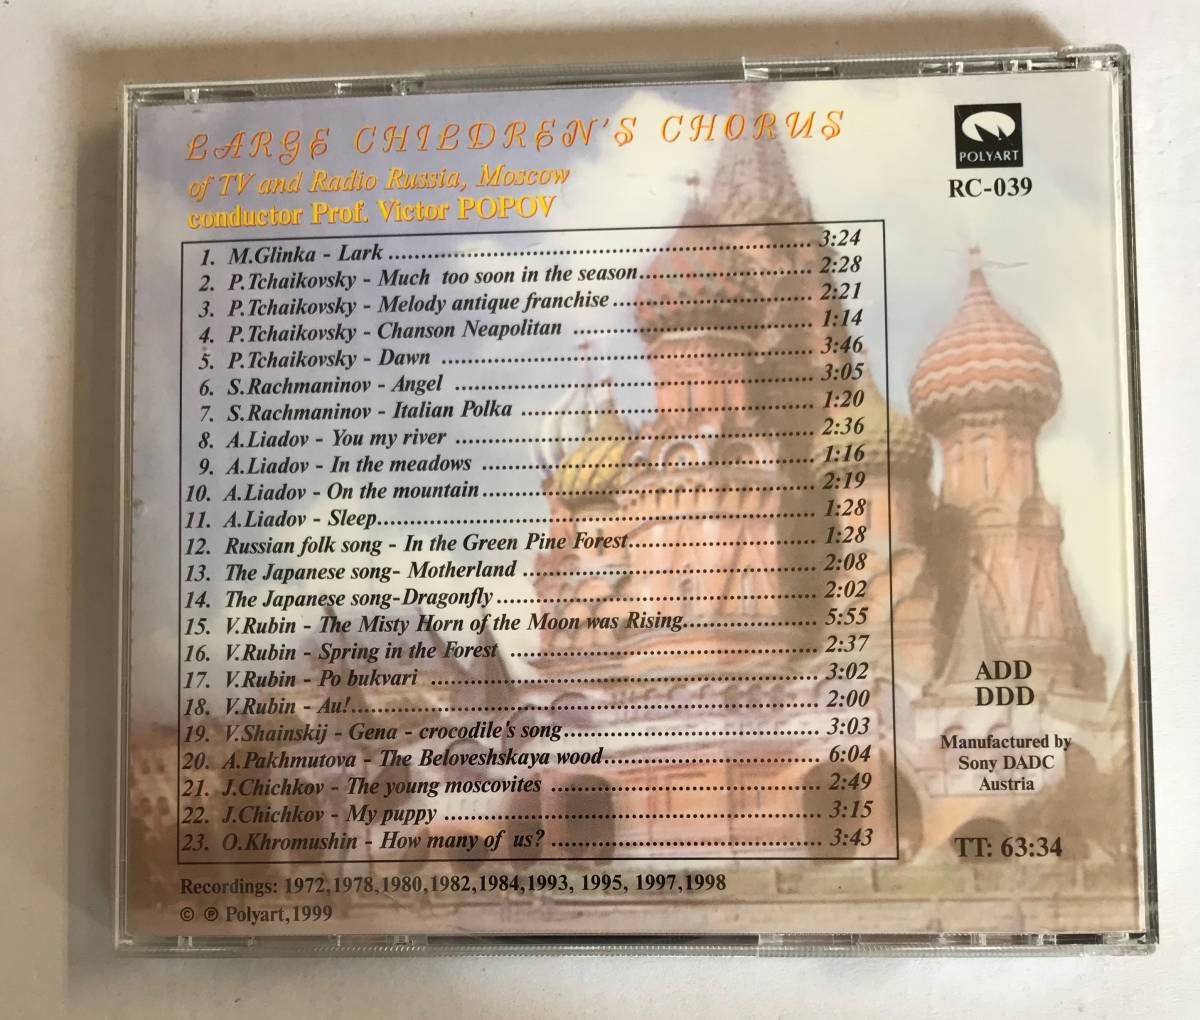 LARGE CHILDREN'S CHORUS
of TV and Radio Russia, Moscow
conductor Prof. Victor POPOV
POLYART
RC-039
1. M.Glinka - Lark ........ 3:24
2. P.Tchaikovsky - Much too soon in the season ........ 2:28
3. P.Tchaikovsky - Melody antique franchise ........ 2:21
4. P.Tchaikovsky - Chanson Neapolitan ........ 1:14
5. P.Tchaikovsky - Dawn ........ 3:46
6. S.Rachmaninov - Angel ........ 3:05
7. S.Rachmaninov - Italian Polka ........ 1:20
8. A.Liadov - You my river ........ 2:36
9. A.Liadov - In the meadows ........ 1:16
10. A.Liadov - On the mountain ........ 2:19
11. A.Liadov - Sleep ........ 1:28
12. Russian folk song - In the Green Pine Forest ........ 1:28
13. The Japanese song- Motherland ........ 2:08
14. The Japanese song-Dragonfly ........ 2:02
15. V.Rubin - The Misty Horn of the Moon was Rising ........ 5:55
16. V.Rubin - Spring in the Forest ........ 2:37
17. V.Rubin - Po bukvari ........ 3:02
18. V.Rubin - Au! ........ 2:00
19. V.Shainskij - Gena - crocodile's song ........ 3:03
20. A.Pakhmutova - The Beloveshskaya wood ........ 6:04
21. J.Chichkov - The young moscovites ........ 2:49
22. J.Chichkov - My puppy ........ 3:15
23. O.Khromushin - How many of us? ........ 3:43
ADD
DDD
Manufactured by
Sony DADC
Austria
TT: 63:34
Recordings: 1972,1978,1980,1982,1984,1993, 1995, 1997,1998
© ℗ Polyart,1999